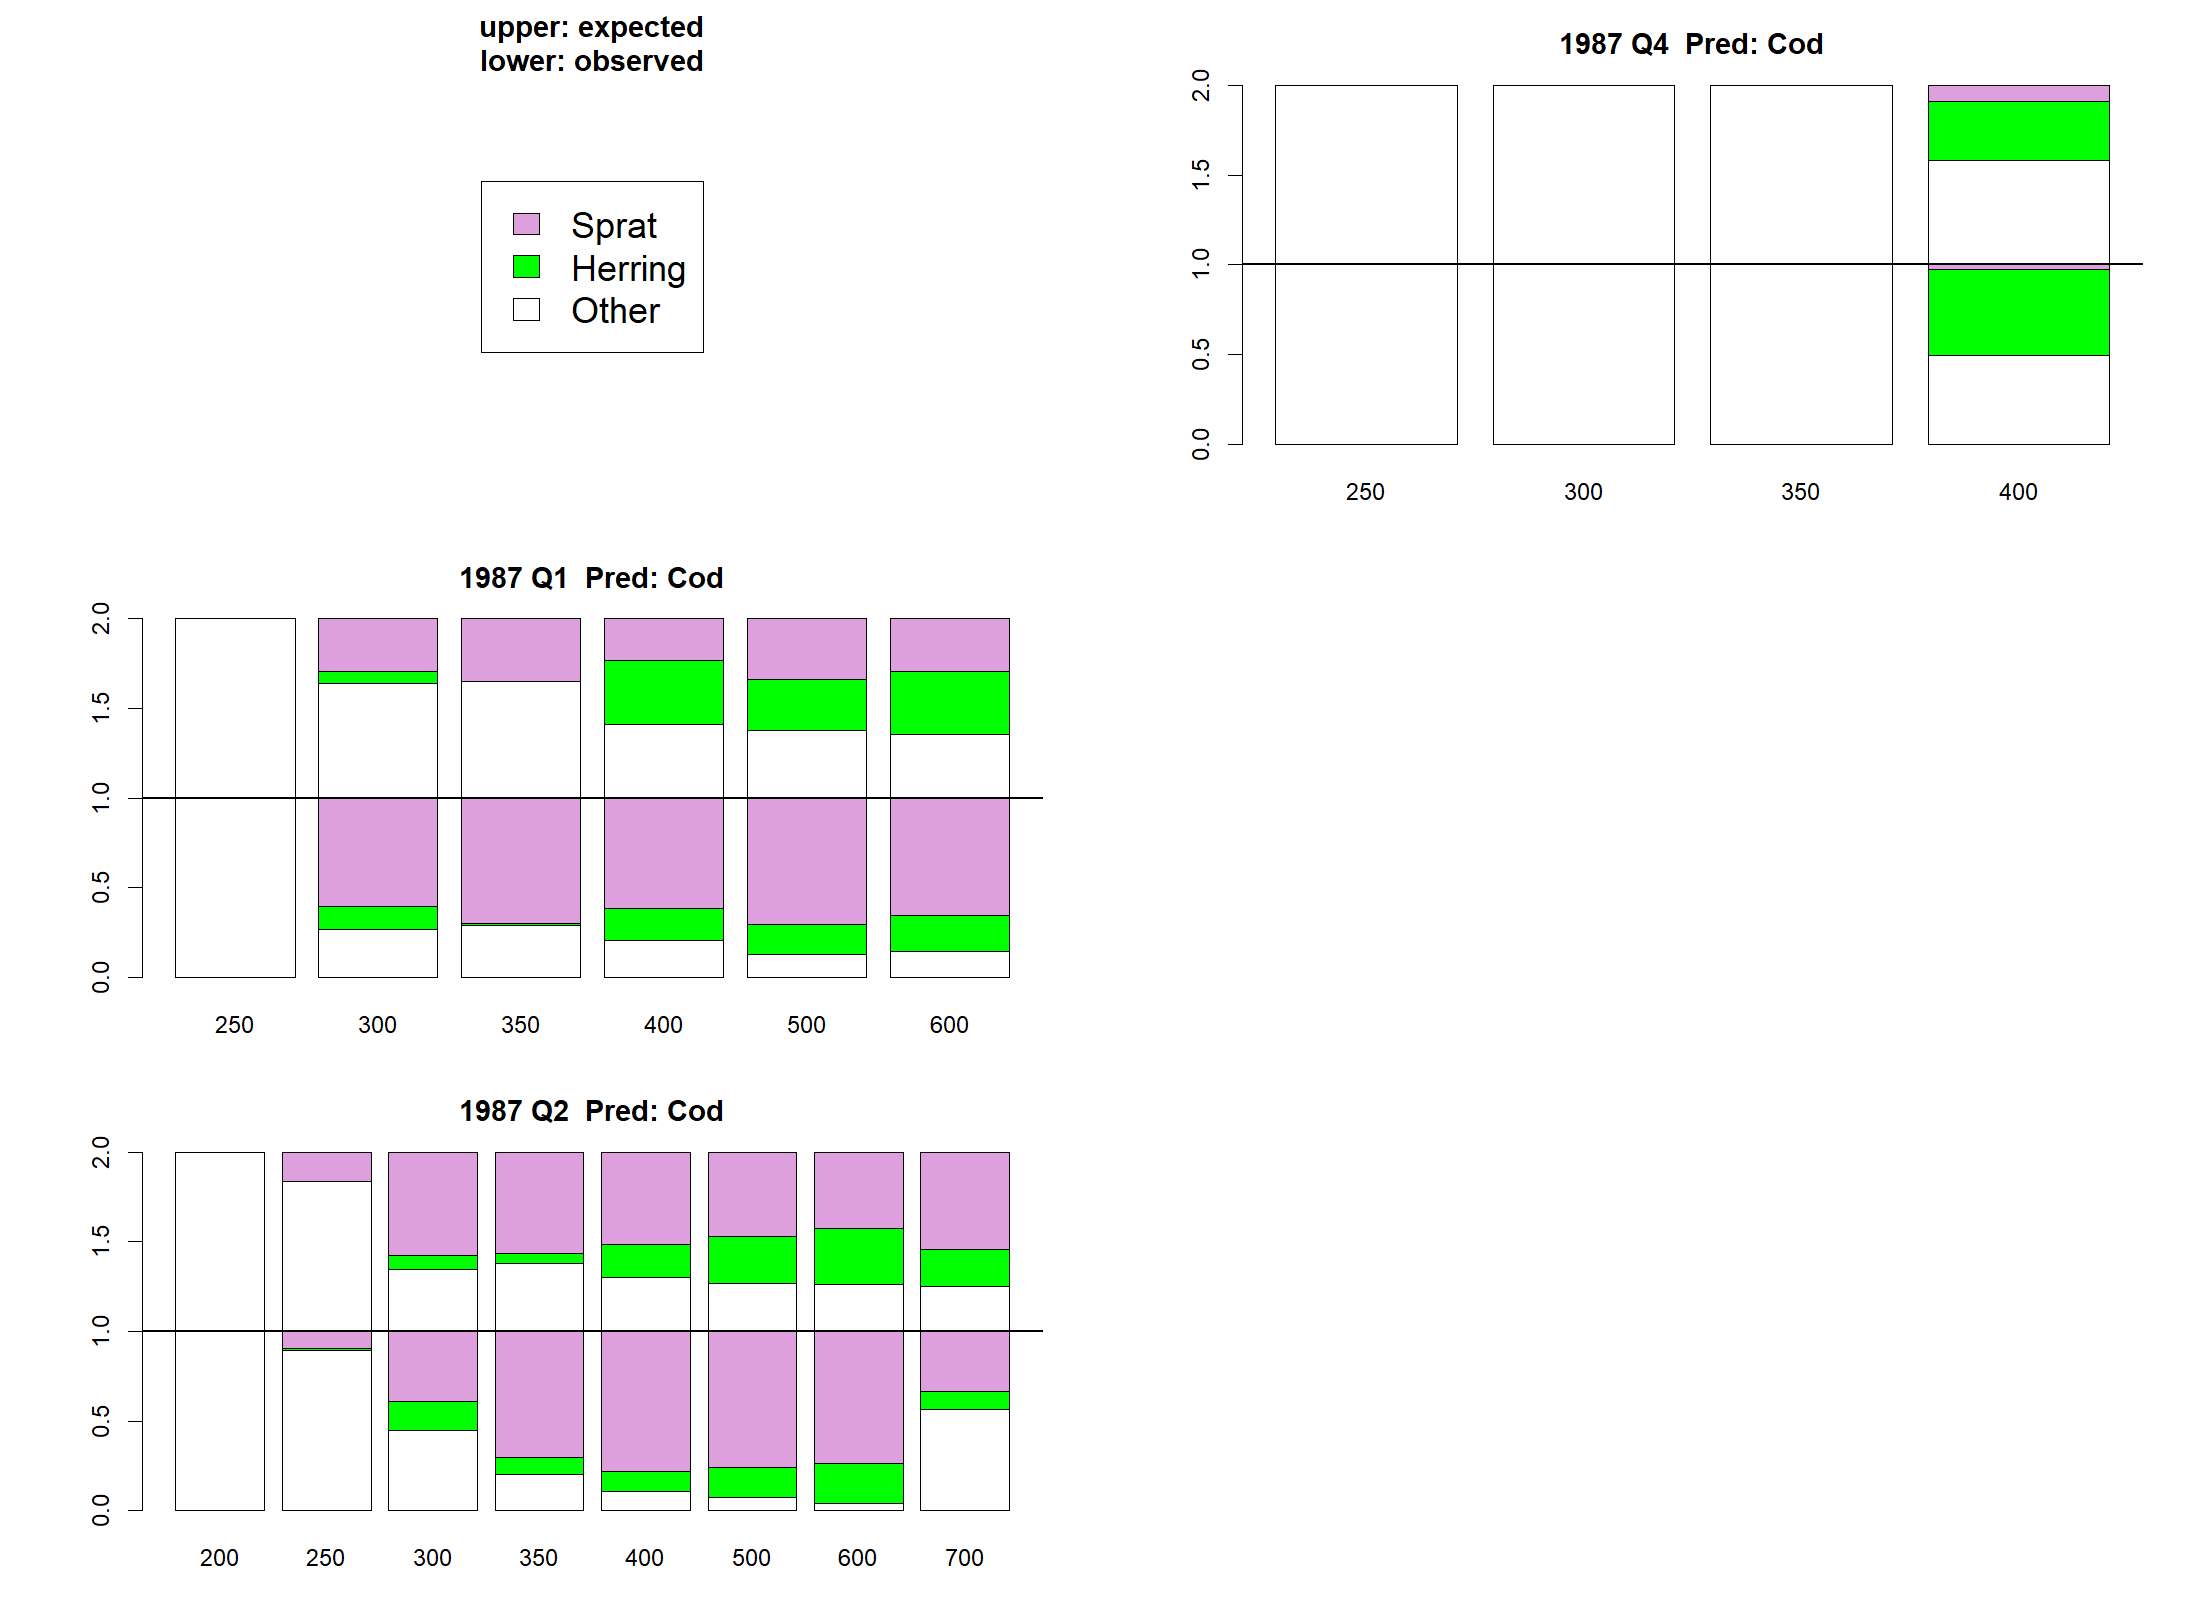 upper: expected
lower: observed
Sprat
Herring
Other
1987 Q4  Pred: Cod
2.0
1.5
1.0
0.5
0.0
250 300 350 400
1987 Q1  Pred: Cod
2.0
1.5
1.0
0.5
0.0
250 300 350 400 500 600
1987 Q2  Pred: Cod
2.0
1.5
1.0
0.5
0.0
200 250 300 350 400 500 600 700